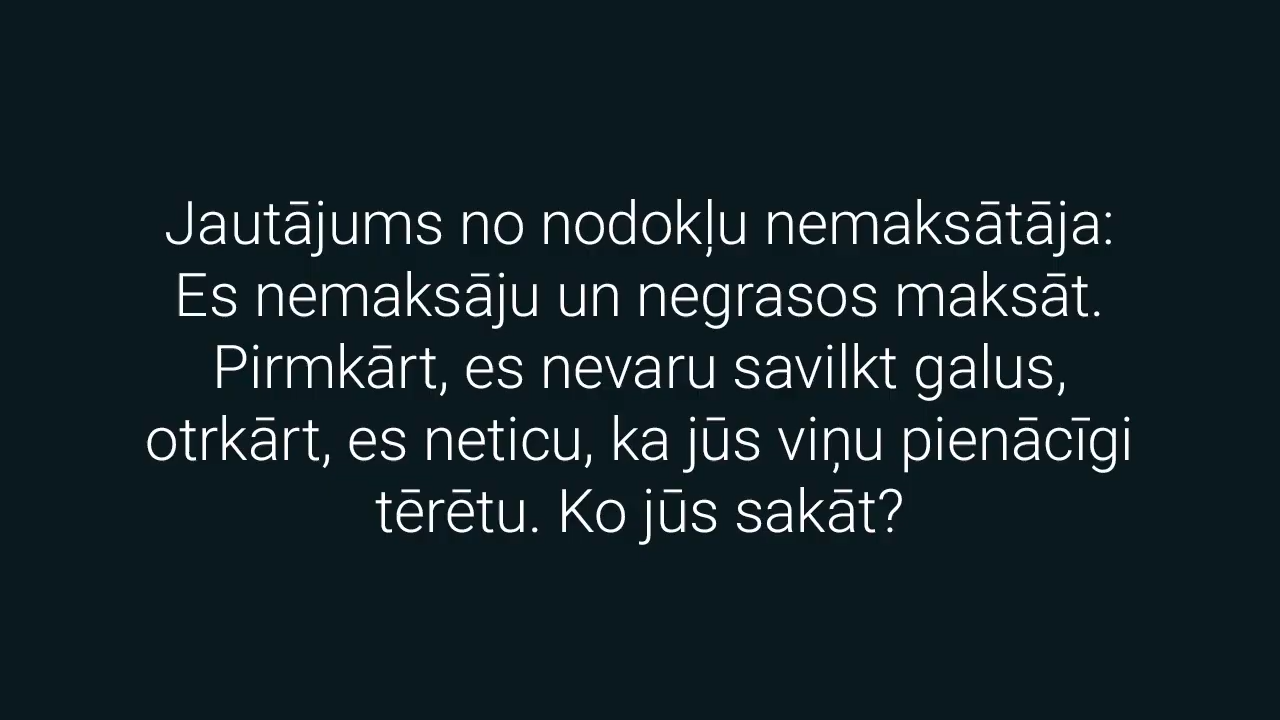 Jautājums no nodokļu nemaksātāja:
Es nemaksāju un negrasos maksāt.
Pirmkārt, es nevaru savilkt galus,
otrkārt, es neticu, ka jūs viņu pienācīgi
tērētu. Ko jūs sakāt?